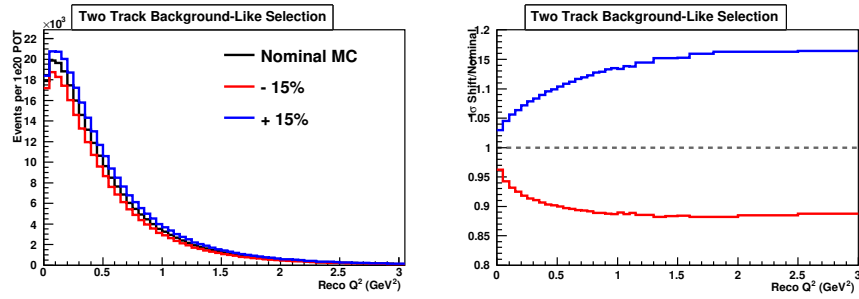 Two Track Background-Like Selection
×10³
Events per 1e20 POT
22
20
18
16
14
12
10
8
6
4
2
0
Nominal MC
- 15%
+ 15%
0 0.5 1 1.5 2 2.5 3
Reco Q² (GeV²)
Two Track Background-Like Selection
1σ Shift/Nominal
1.2
1.15
1.1
1.05
1
0.95
0.9
0.85
0.8
0 0.5 1 1.5 2 2.5 3
Reco Q² (GeV²)